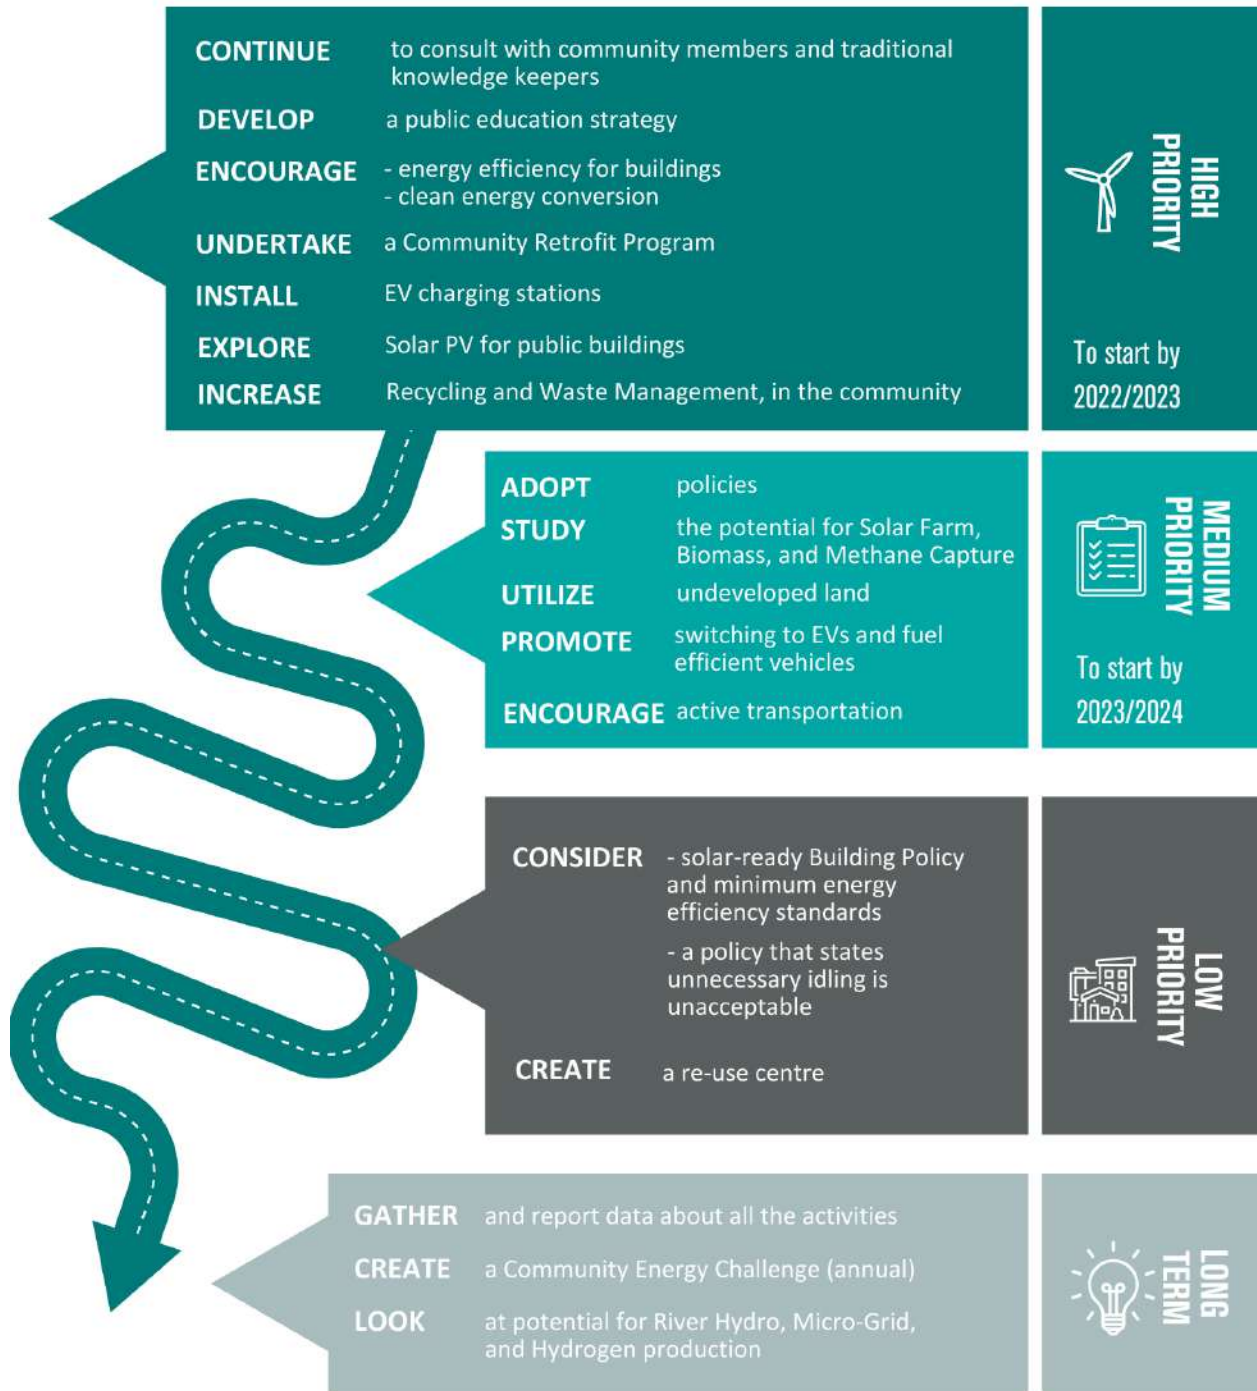 CONTINUE to consult with community members and traditional
knowledge keepers
DEVELOP a public education strategy
ENCOURAGE - energy efficiency for buildings
- clean energy conversion
UNDERTAKE a Community Retrofit Program
INSTALL EV charging stations
EXPLORE Solar PV for public buildings
INCREASE Recycling and Waste Management, in the community
HIGH
PRIORITY
To start by
2022/2023
ADOPT policies
STUDY the potential for Solar Farm,
Biomass, and Methane Capture
UTILIZE undeveloped land
PROMOTE switching to EVs and fuel
efficient vehicles
ENCOURAGE active transportation
MEDIUM
PRIORITY
To start by
2023/2024
CONSIDER - solar-ready Building Policy
and minimum energy
efficiency standards
- a policy that states
unnecessary idling is
unacceptable
CREATE a re-use centre
LOW
PRIORITY
GATHER and report data about all the activities
CREATE a Community Energy Challenge (annual)
LOOK at potential for River Hydro, Micro-Grid,
and Hydrogen production
LONG
TERM